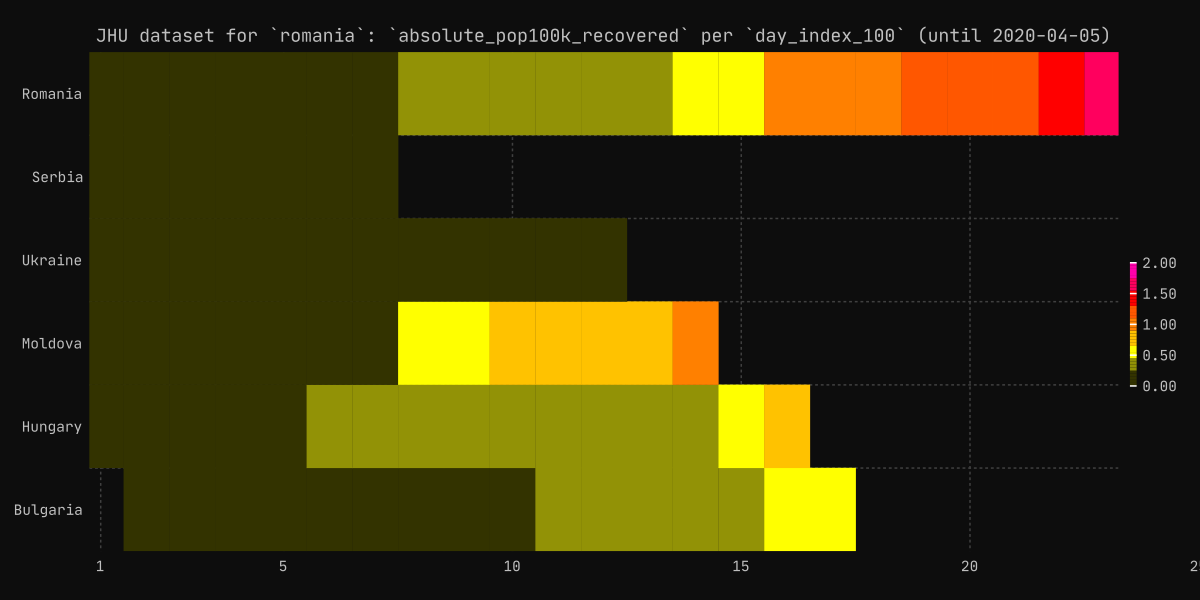 JHU dataset for `romania`: `absolute_pop100k_recovered` per `day_index_100` (until 2020-04-05)
Romania
Serbia
Ukraine
Moldova
Hungary
Bulgaria
2.00
1.50
1.00
0.50
0.00
1 5 10 15 20